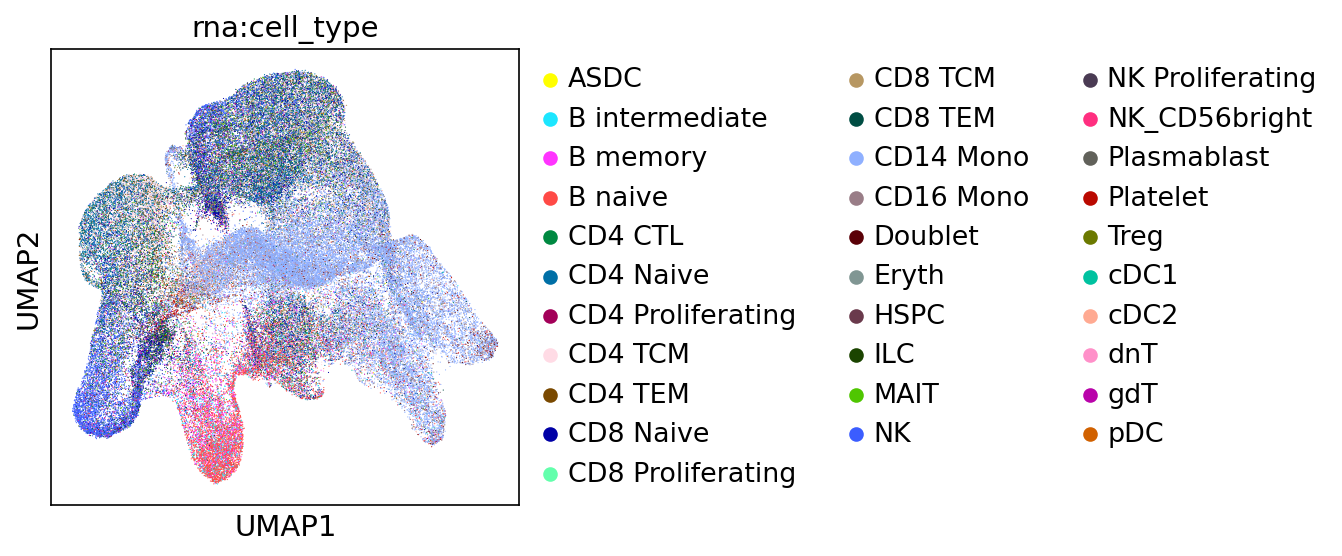 rna:cell_type
UMAP2
UMAP1
ASDC
B intermediate
B memory
B naive
CD4 CTL
CD4 Naive
CD4 Proliferating
CD4 TCM
CD4 TEM
CD8 Naive
CD8 Proliferating
CD8 TCM
CD8 TEM
CD14 Mono
CD16 Mono
Doublet
Eryth
HSPC
ILC
MAIT
NK
NK Proliferating
NK_CD56bright
Plasmablast
Platelet
Treg
cDC1
cDC2
dnT
gdT
pDC